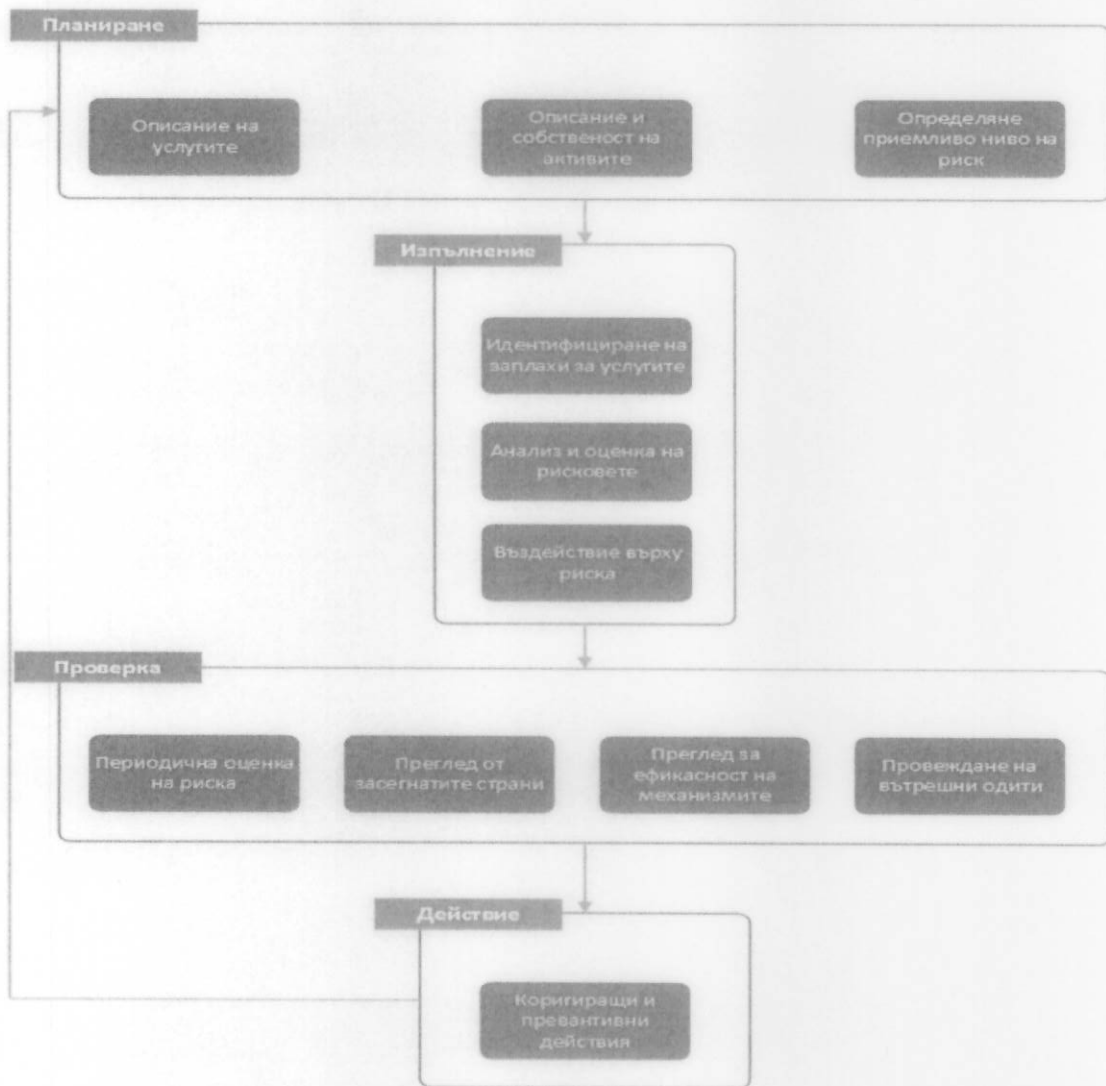 Планиране
Описание на
услугите
Описание и
собственост на
активите
Определяне
приемливо ниво на
риск
Изпълнение
Идентифициране на
заплахи за услугите
Анализ и оценка на
рисковете
Въздействие върху
риска
Проверка
Периодична оценка
на риска
Преглед от
засегнатите страни
Преглед за
ефикасност на
механизмите
Провеждане на
вътрешни одити
Действие
Коригиращи и
превантивни
действия